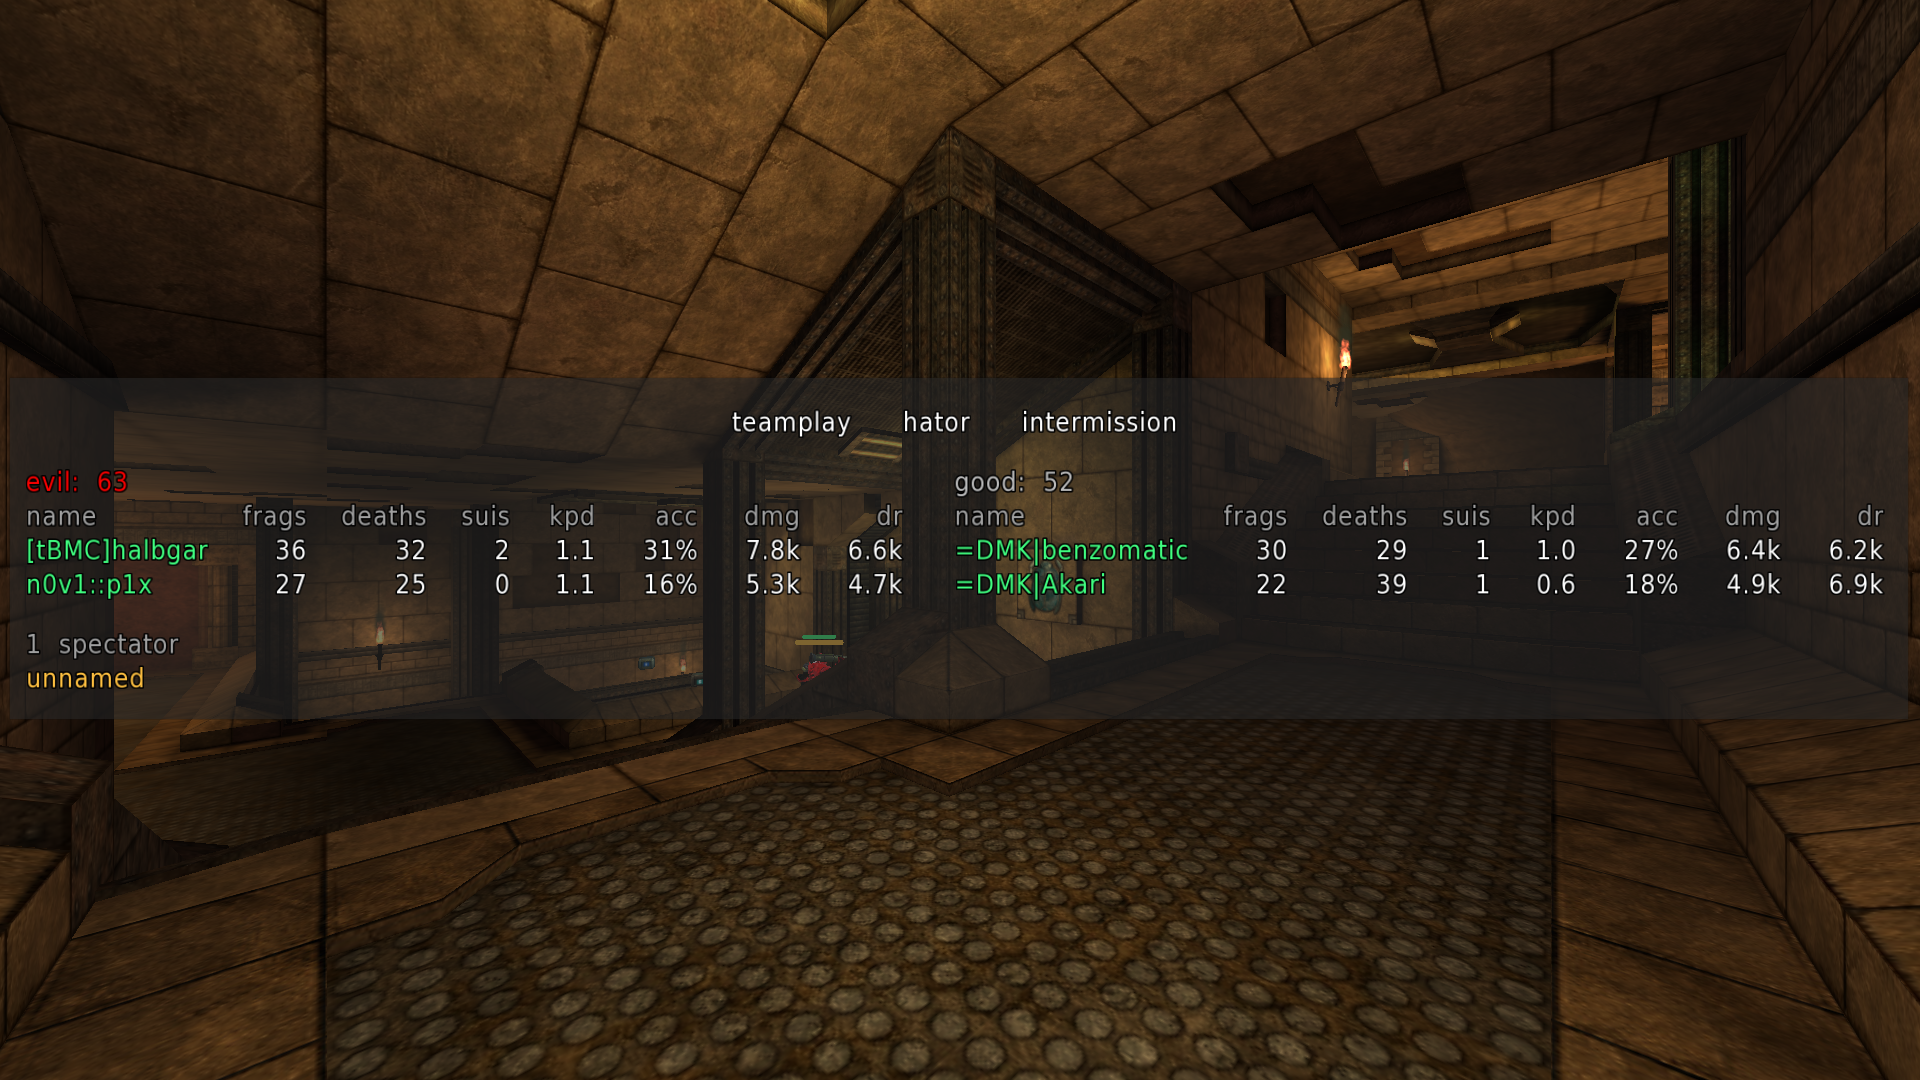 teamplay hator intermission
evil: 63
name frags deaths suis kpd acc dmg dr
[tBMC]halbgar 36 32 2 1.1 31% 7.8k 6.6k
n0v1::p1x 27 25 0 1.1 16% 5.3k 4.7k
1 spectator
unnamed
good: 52
name frags deaths suis kpd acc dmg dr
=DMK|benzomatic 30 29 1 1.0 27% 6.4k 6.2k
=DMK|Akari 22 39 1 0.6 18% 4.9k 6.9k